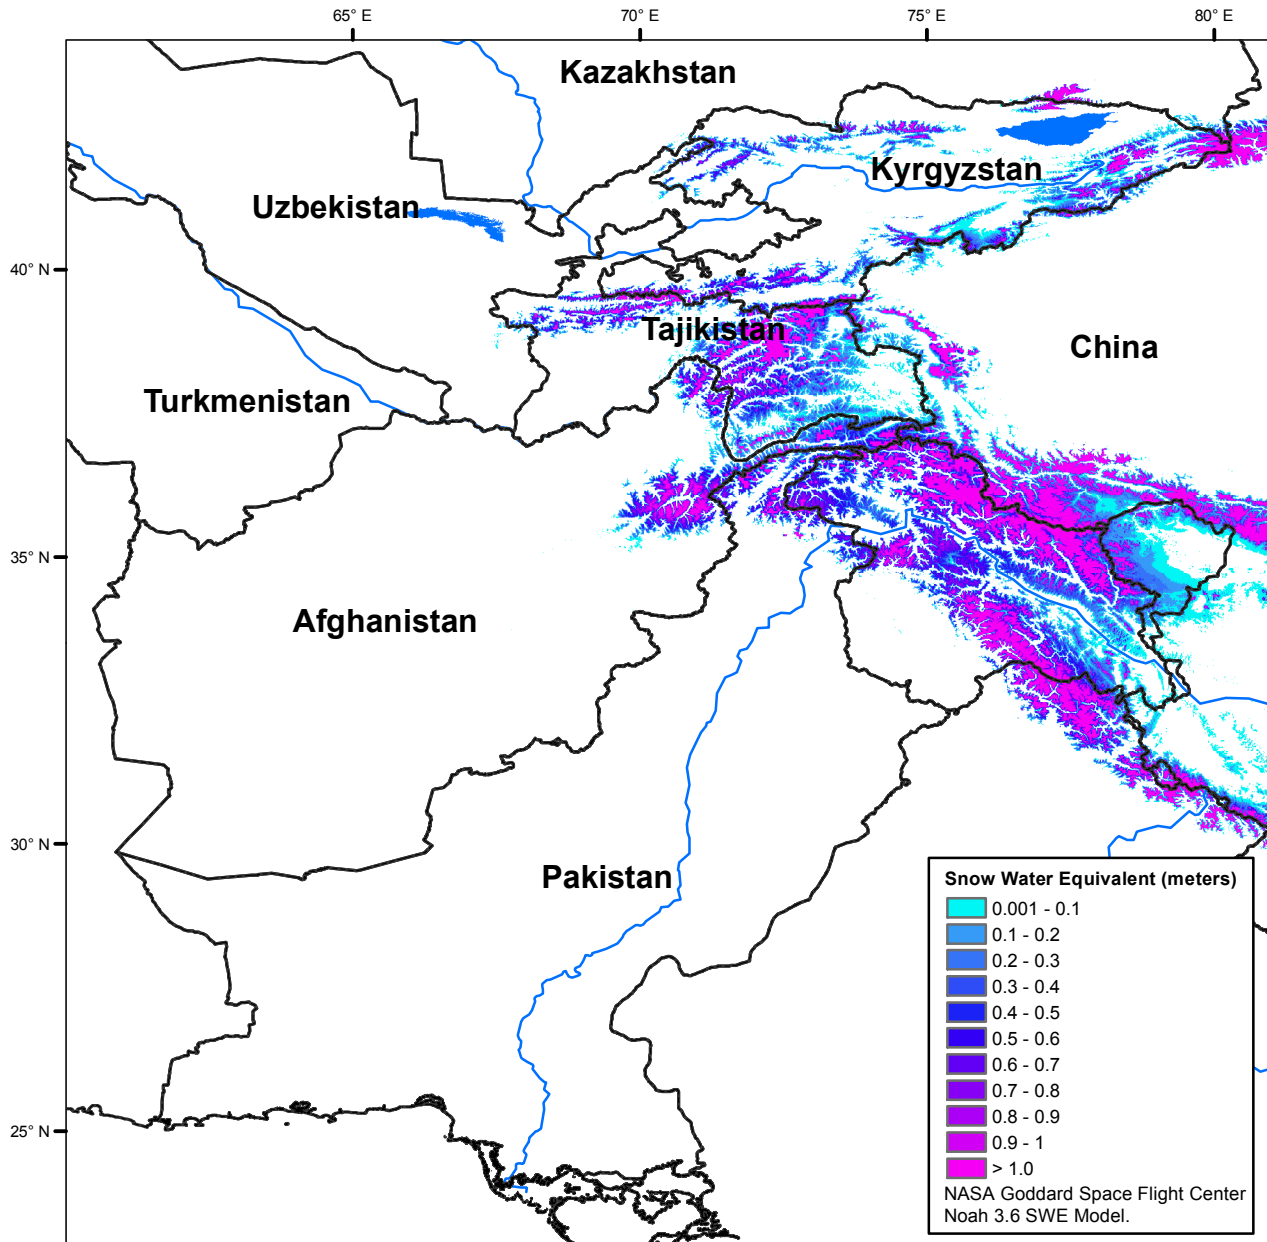 65° E
70° E
75° E
80° E
Kazakhstan
Kyrgyzstan
Uzbekistan
40° N
Tajikistan
China
Turkmenistan
35° N
Afghanistan
30° N
Pakistan
25° N
Snow Water Equivalent (meters)
0.001 - 0.1
0.1 - 0.2
0.2 - 0.3
0.3 - 0.4
0.4 - 0.5
0.5 - 0.6
0.6 - 0.7
0.7 - 0.8
0.8 - 0.9
0.9 - 1
> 1.0
NASA Goddard Space Flight Center
Noah 3.6 SWE Model.